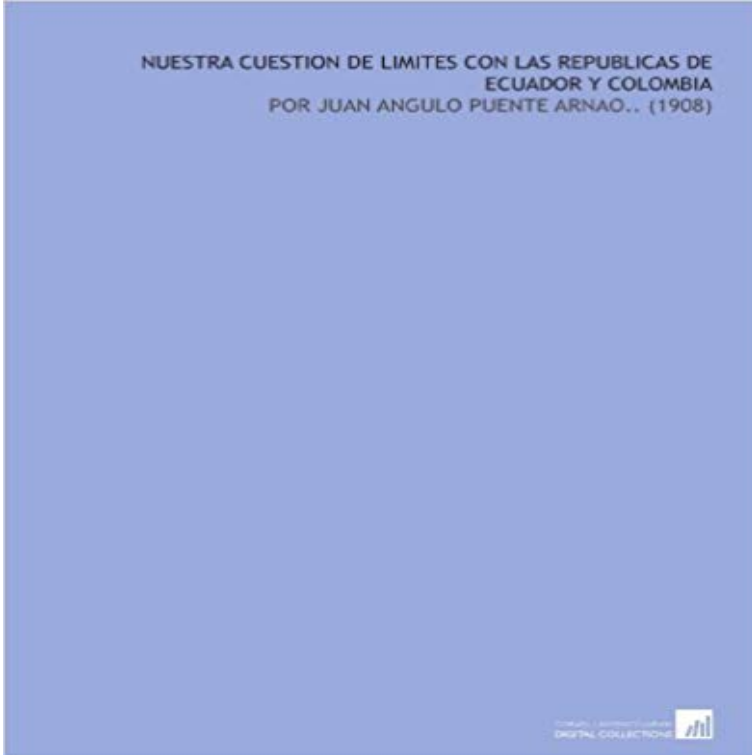 NUESTRA CUESTION DE LIMITES CON LAS REPUBLICAS DE
ECUADOR Y COLOMBIA
POR JUAN ANGULO PUENTE ARNAO.. (1908)
DIGITAL COLLECTIONS